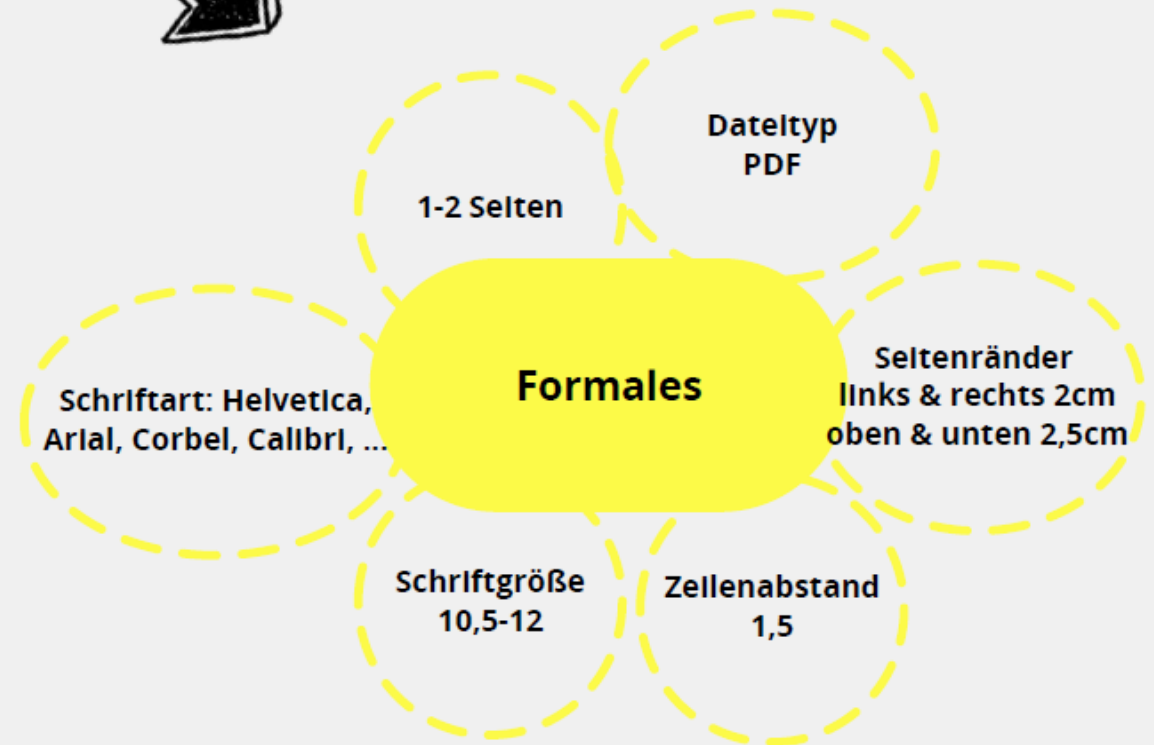 Dateityp
PDF
1-2 Seiten
Seitenränder
links & rechts 2cm
oben & unten 2,5cm
Formales
Schriftart: Helvetica,
Arial, Corbel, Calibri, ...
Schriftgröße
10,5-12
Zeilenabstand
1,5